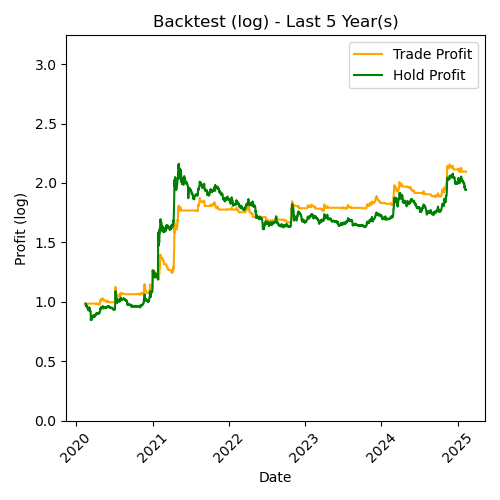 Backtest (log) - Last 5 Year(s)
Trade Profit
Hold Profit
Profit (log)
3.0
2.5
2.0
1.5
1.0
0.5
0.0
2020
2021
2022
2023
2024
2025
Date